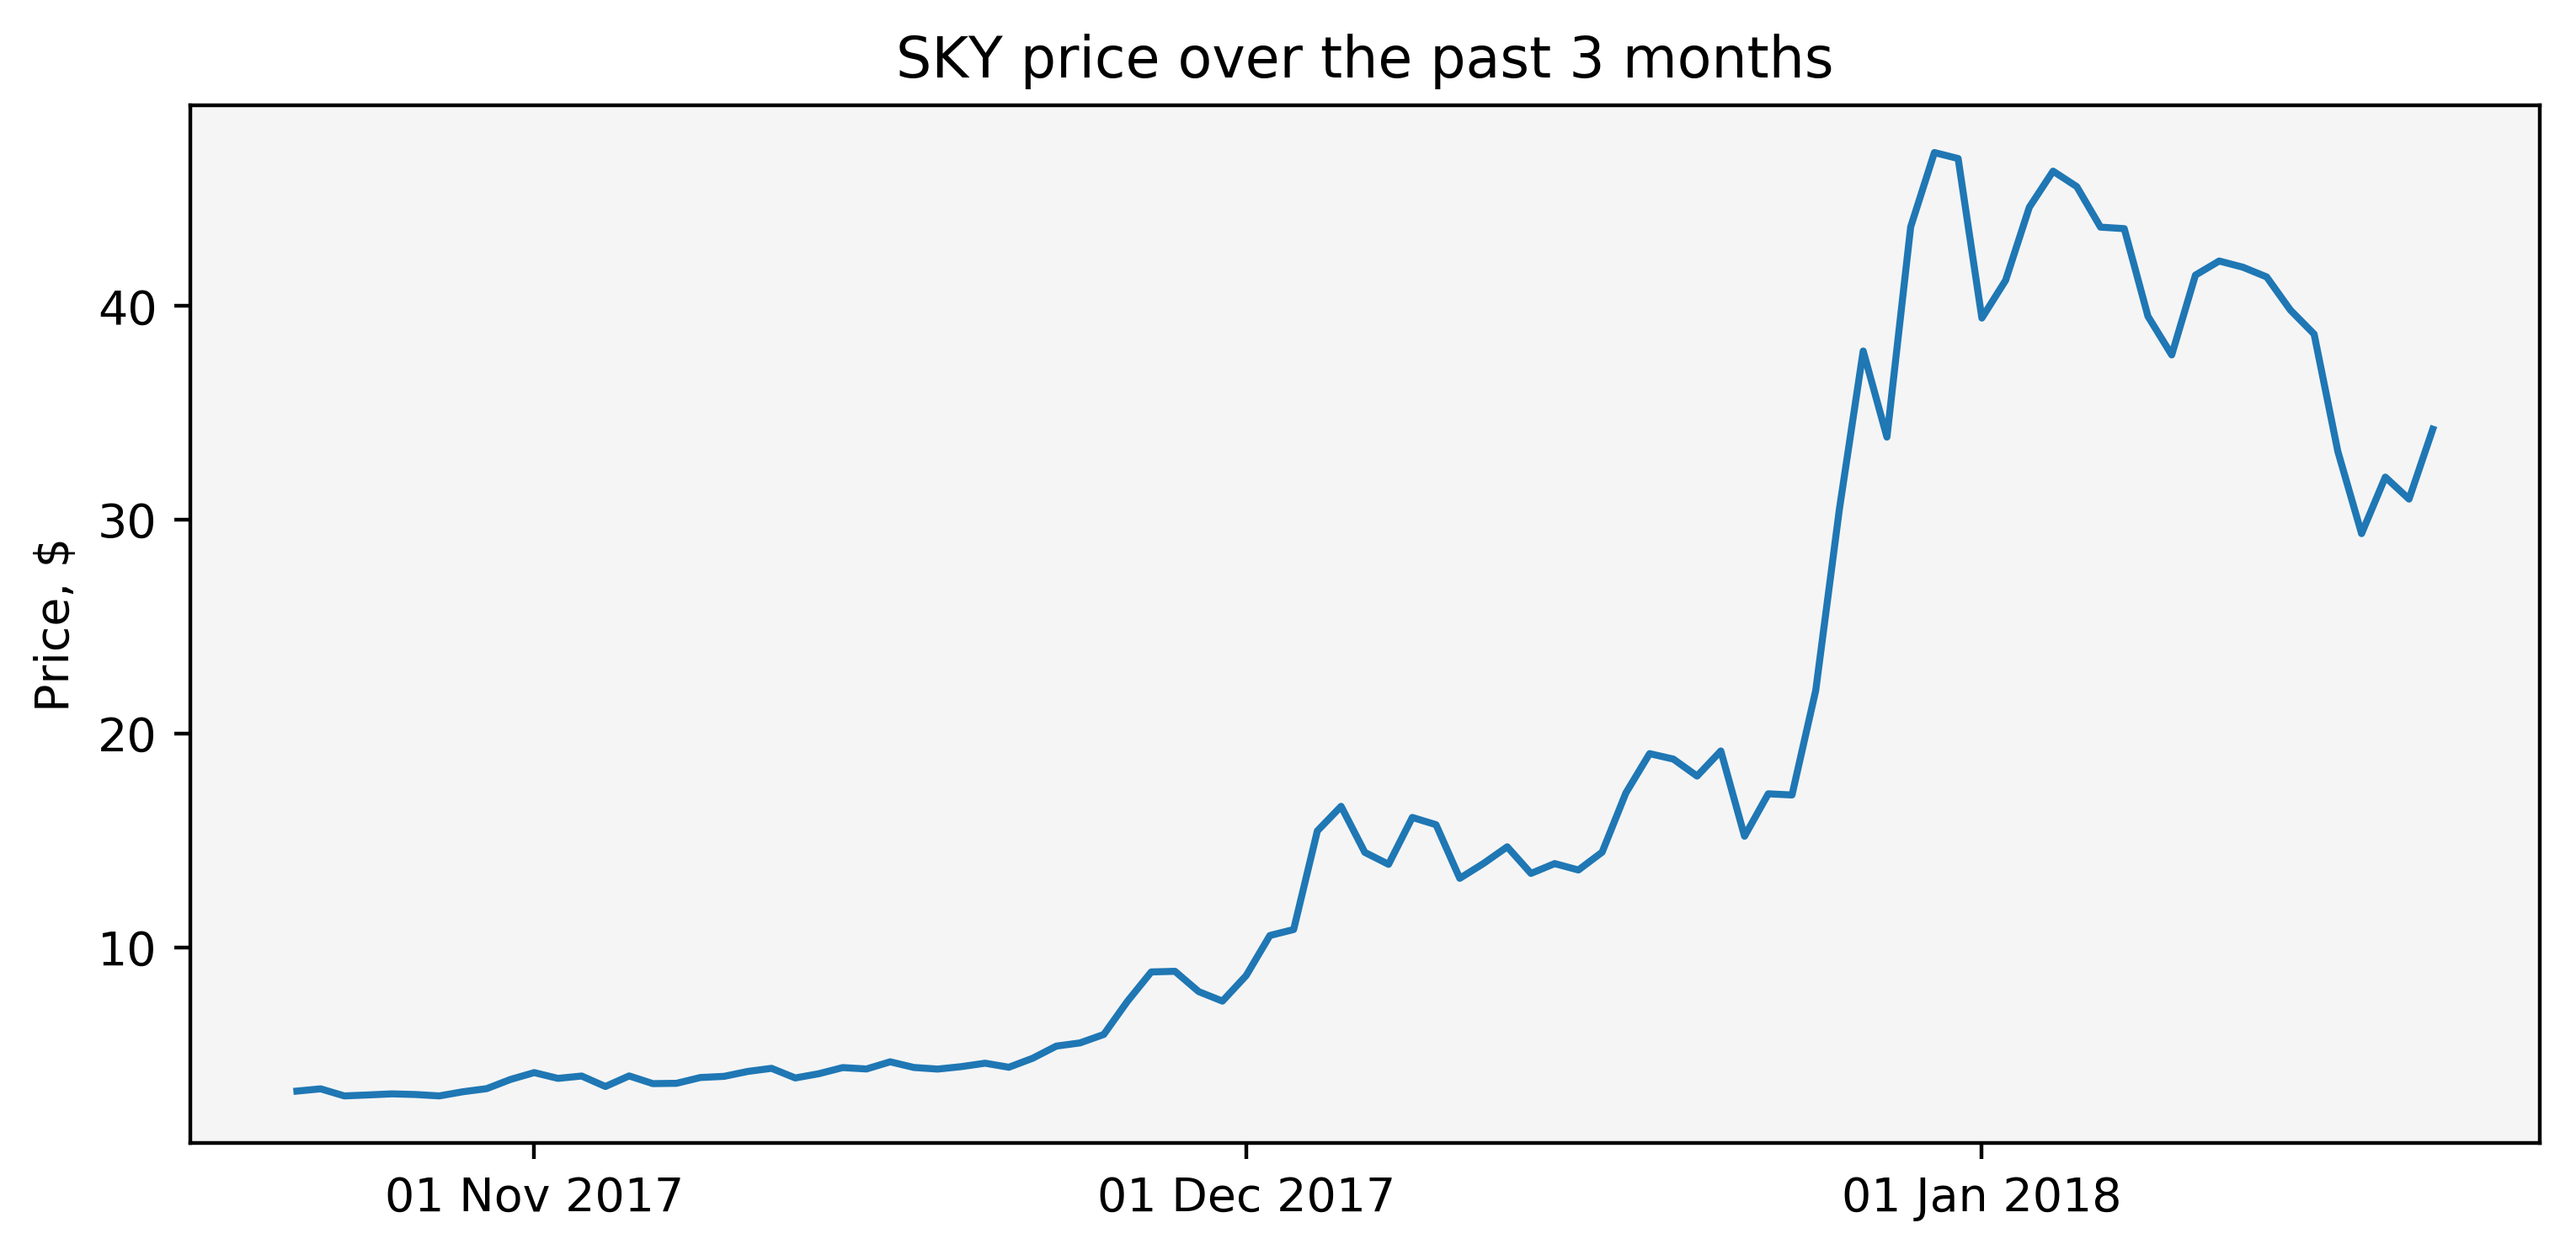 SKY price over the past 3 months
Price, $
40
30
20
10
01 Nov 2017
01 Dec 2017
01 Jan 2018